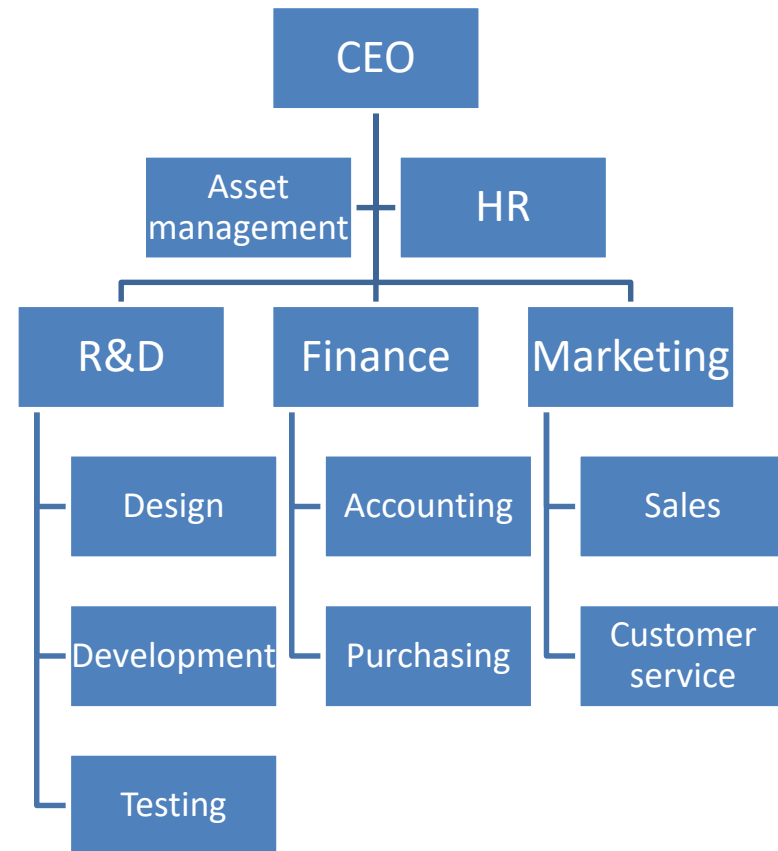 CEO
Asset
management
HR
R&D
Finance
Marketing
Design
Accounting
Sales
Development
Purchasing
Customer
service
Testing